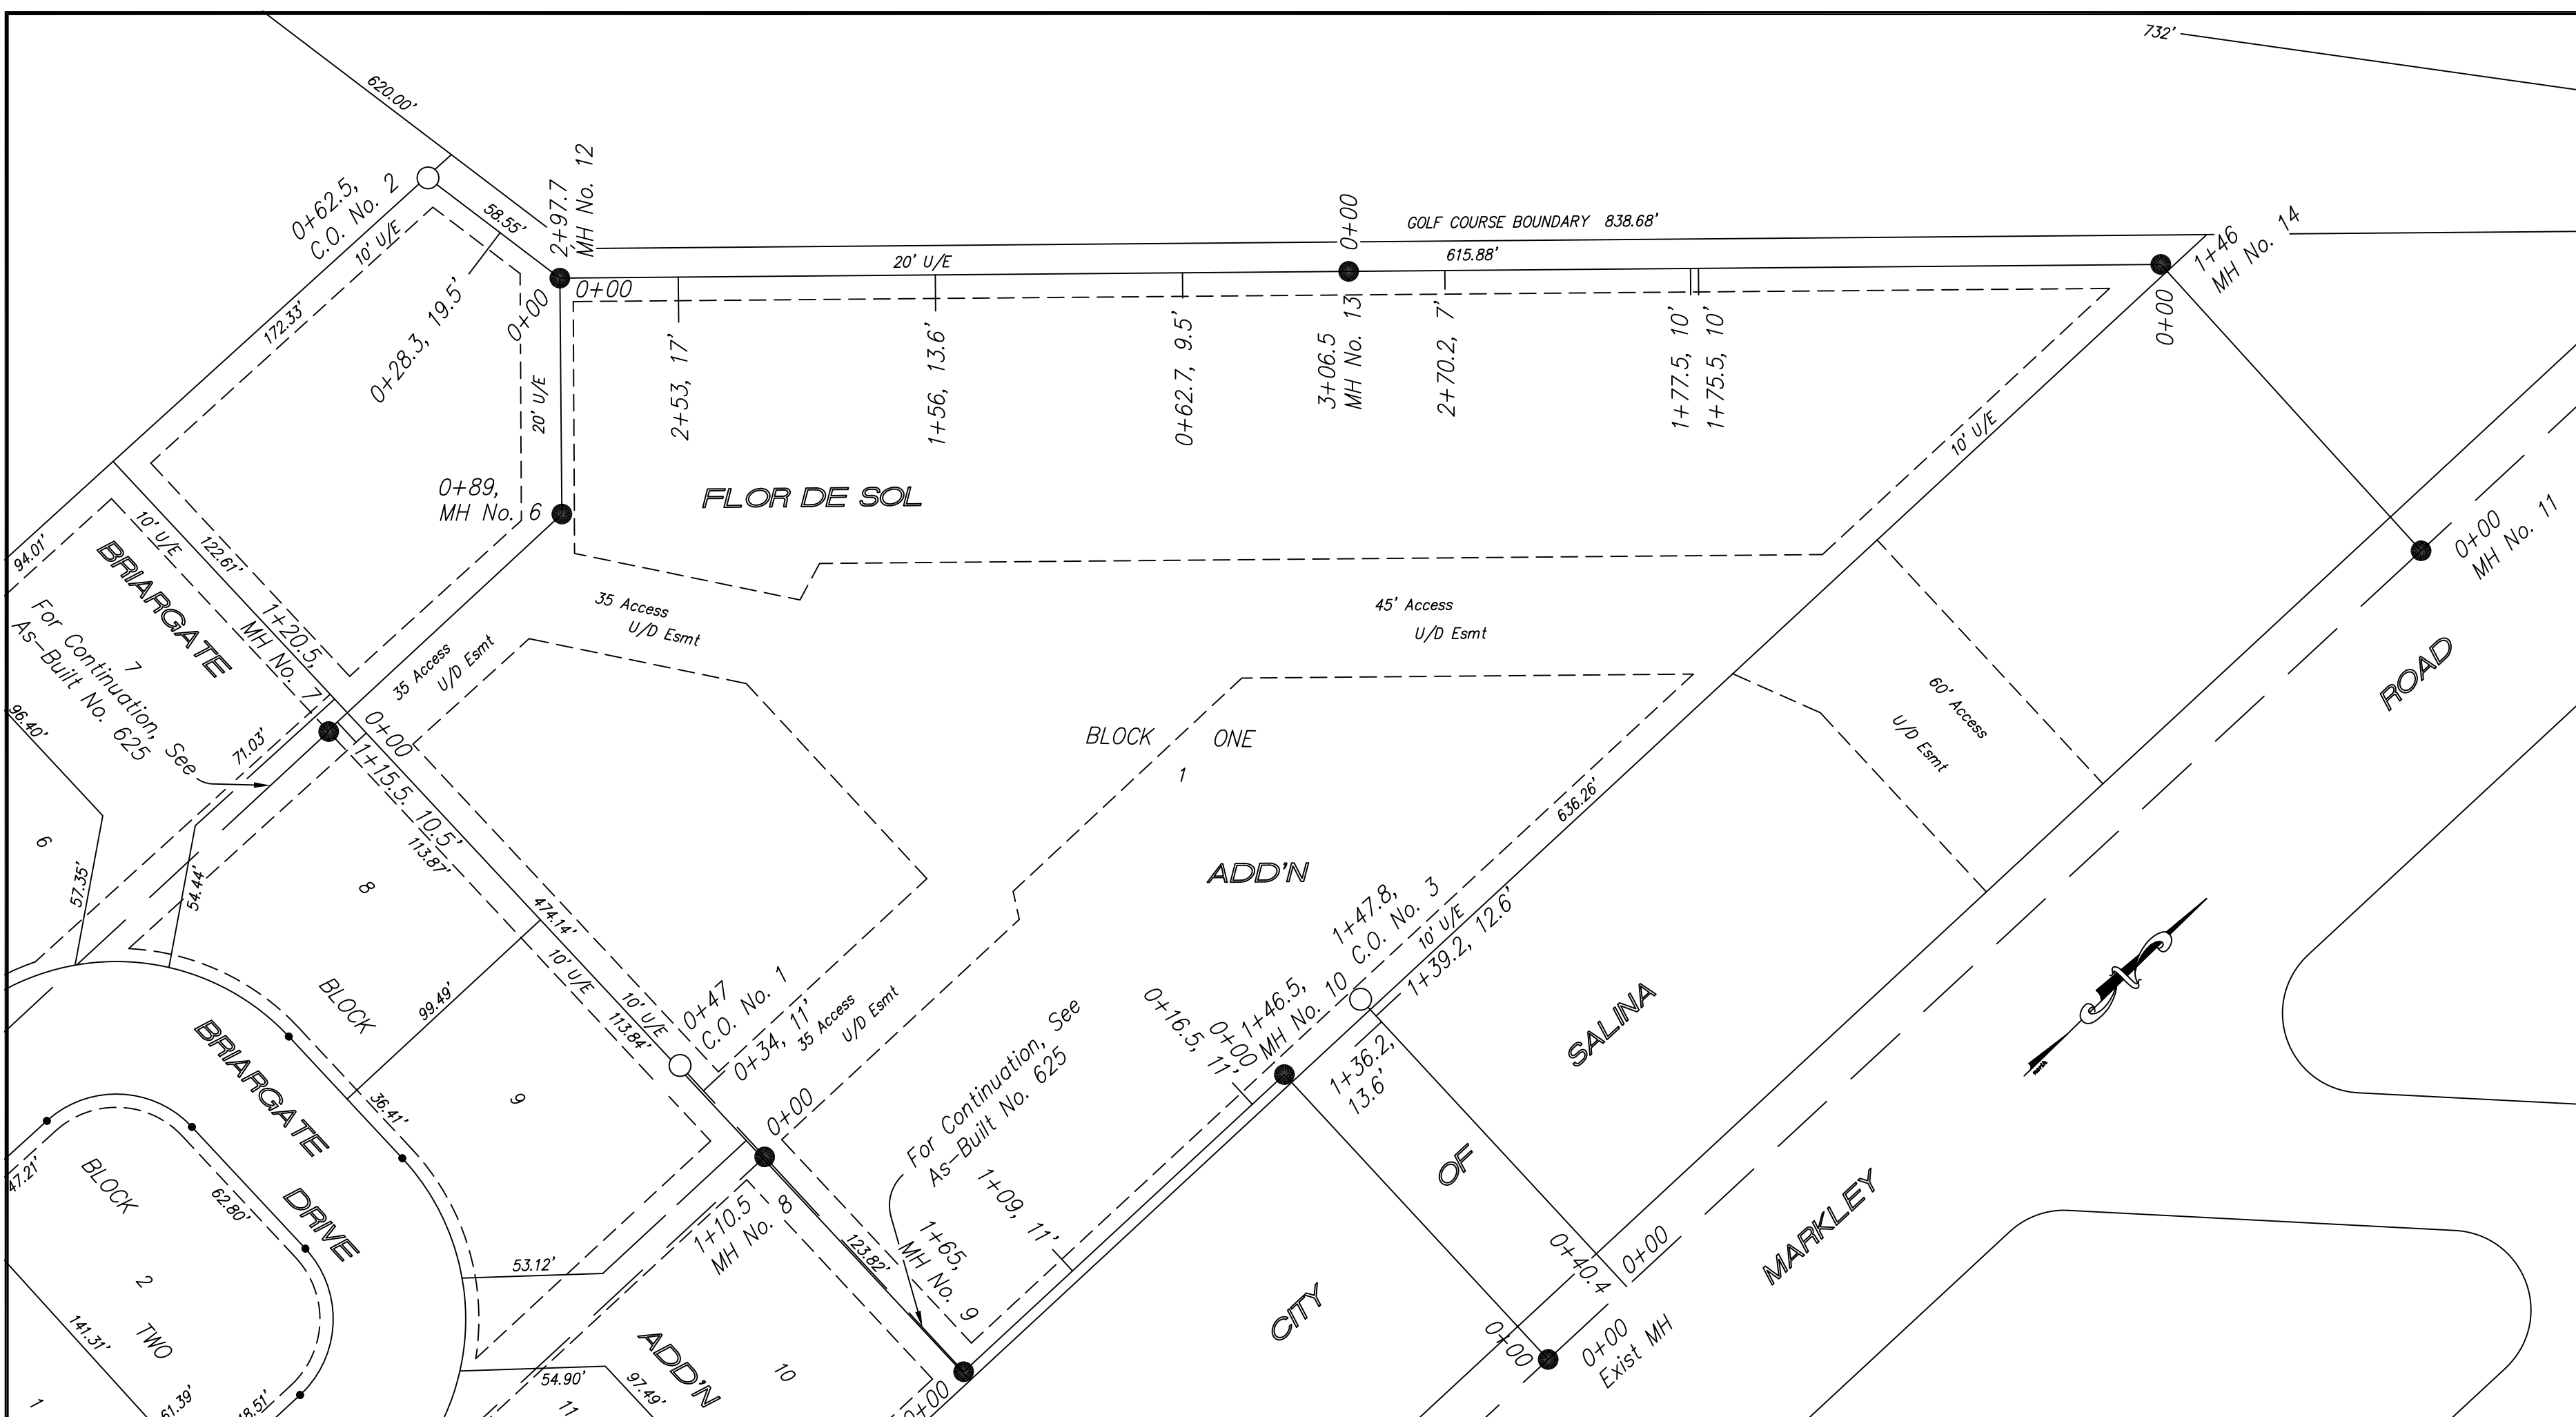 732'
620.00'
0+62.5,
C.O. No. 2
10' U/E
58.55'
2+97.7
MH No. 12
0+00
GOLF COURSE BOUNDARY 838.68'
20' U/E
615.88'
1+46
MH No. 14
0+00
0+00
0+00
172.33'
0+28.3, 19.5'
20' U/E
2+53, 17'
1+56, 13.6'
0+62.7, 9.5'
3+06.5
MH No. 13
2+70.2, 7'
1+77.5, 10'
1+75.5, 10'
10' U/E
0+89,
MH No. 6
FLOR DE SOL
0+00
MH No. 11
94.01'
10' U/E
122.61'
BRIARGATE
1+20.5,
MH No. 7
7
For Continuation, See
As-Built No. 625
35 Access
U/D Esmt
35 Access
U/D Esmt
45' Access
U/D Esmt
60' Access
U/D Esmt
ROAD
96.40'
71.03'
0+00
1+15.5, 10.5'
113.87'
BLOCK ONE
1
636.26'
6
57.35'
54.44'
8
474.14'
ADD'N
10' U/E
BLOCK
99.49'
10' U/E
113.84'
0+47
C.O. No. 1
0+34, 11'
35 Access
U/D Esmt
1+47.8,
C.O. No. 3
10' U/E
1+39.2, 12.6'
1+46.5,
MH No. 10
0+00
0+16.5, 11'
1+36.2,
13.6'
SALINA
north
BRIARGATE
DRIVE
36.41'
9
0+00
For Continuation, See
As-Built No. 625
1+09, 11'
OF
47.21'
BLOCK
2
TWO
62.80'
53.12'
1+10.5
MH No. 8
123.82'
1+65,
MH No. 9
0+40.4
0+00
MARKLEY
CITY
0+00
0+00
Exist MH
141.31'
ADD'N
10
54.90'
97.49'
11
0+00
1
61.39'
48.51'